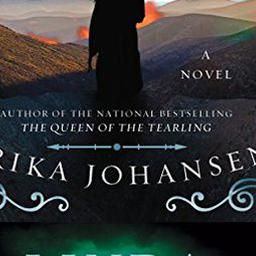 A
NOVEL
AUTHOR OF THE NATIONAL BESTSELLING
THE QUEEN OF THE TEARLING
RIKA JOHANSEN